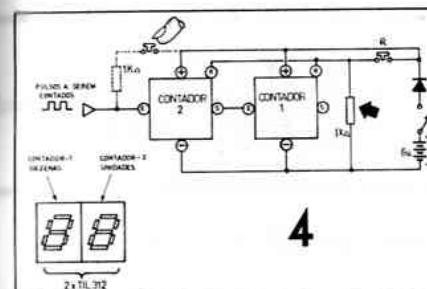 1KΩ
R
PULSOS A SEREM
CONTADOS
CONTADOR
2
CONTADOR
1
1KΩ
6v
CONTADOR-1
DEZENAS
CONTADOR-2
UNIDADES
4
2 x TIL 312